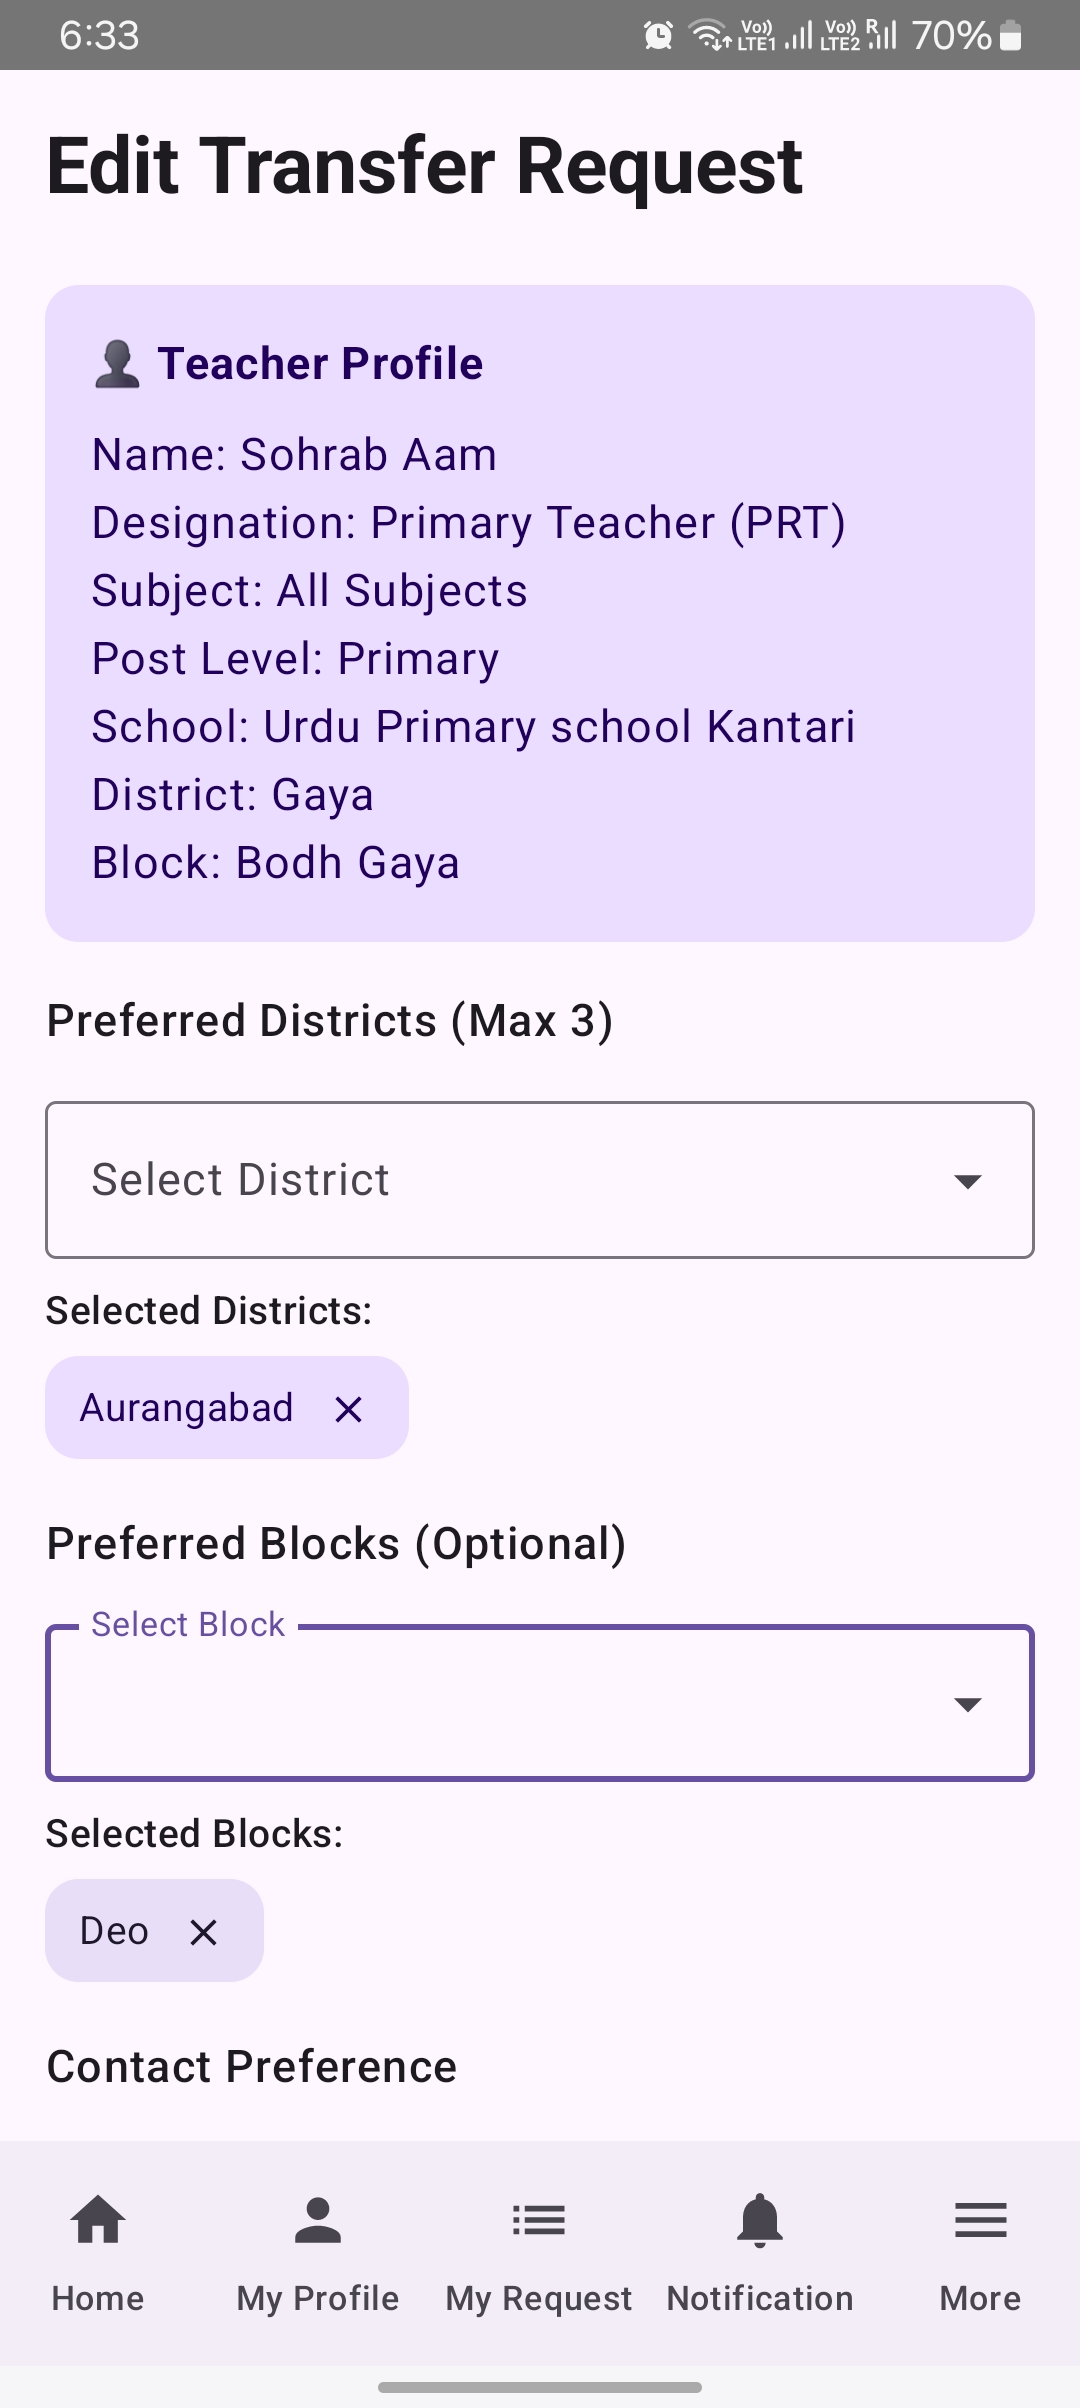 6:33
Vo)) LTE1 Vo)) LTE2 R 70%
Edit Transfer Request
Teacher Profile
Name: Sohrab Aam
Designation: Primary Teacher (PRT)
Subject: All Subjects
Post Level: Primary
School: Urdu Primary school Kantari
District: Gaya
Block: Bodh Gaya
Preferred Districts (Max 3)
Select District
Selected Districts:
Aurangabad
Preferred Blocks (Optional)
Select Block
Selected Blocks:
Deo
Contact Preference
Home My Profile My Request Notification More